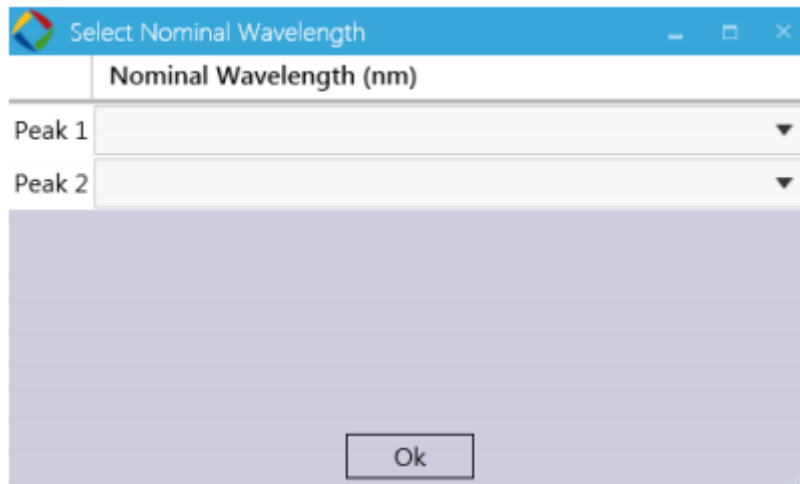 Select Nominal Wavelength
Nominal Wavelength (nm)
Peak 1
Peak 2
Ok